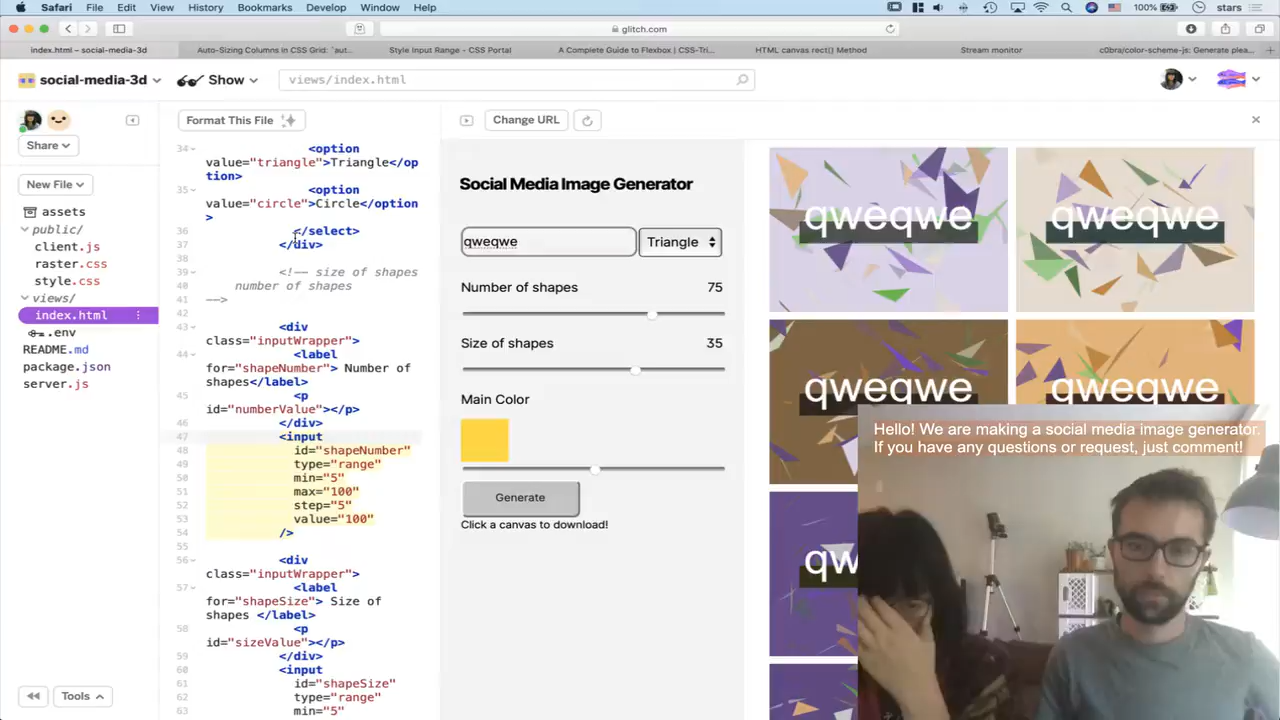 Safari File Edit View History Bookmarks Develop Window Help
100% stars
glitch.com
index.html – social-media-3d
Auto-Sizing Columns in CSS Grid: `aut...
Style Input Range - CSS Portal
A Complete Guide to Flexbox | CSS-Tri...
HTML canvas rect() Method
Stream monitor
c0bra/color-scheme-js: Generate plea...
social-media-3d
Show
views/index.html
Share
New File
assets
public/
client.js
raster.css
style.css
views/
index.html
.env
README.md
package.json
server.js
Tools
Format This File
34 <option
value="triangle">Triangle</op
tion>
35 <option
value="circle">Circle</option
>
36 </select>
37 </div>
38
39 <!-- size of shapes
40 number of shapes
41 -->
42
43 <div
class="inputWrapper">
44 <label
for="shapeNumber"> Number of
shapes</label>
45 <p
id="numberValue"></p>
46 </div>
47 <input
48 id="shapeNumber"
49 type="range"
50 min="5"
51 max="100"
52 step="5"
53 value="100"
54 />
55
56 <div
class="inputWrapper">
57 <label
for="shapeSize"> Size of
shapes </label>
58 <p
id="sizeValue"></p>
59 </div>
60 <input
61 id="shapeSize"
62 type="range"
63 min="5"
Change URL
Social Media Image Generator
qweqwe Triangle
Number of shapes 75
Size of shapes 35
Main Color
Generate
Click a canvas to download!
qweqwe qweqwe
qweqwe qweqwe
qw
Hello! We are making a social media image generator.
If you have any questions or request, just comment!